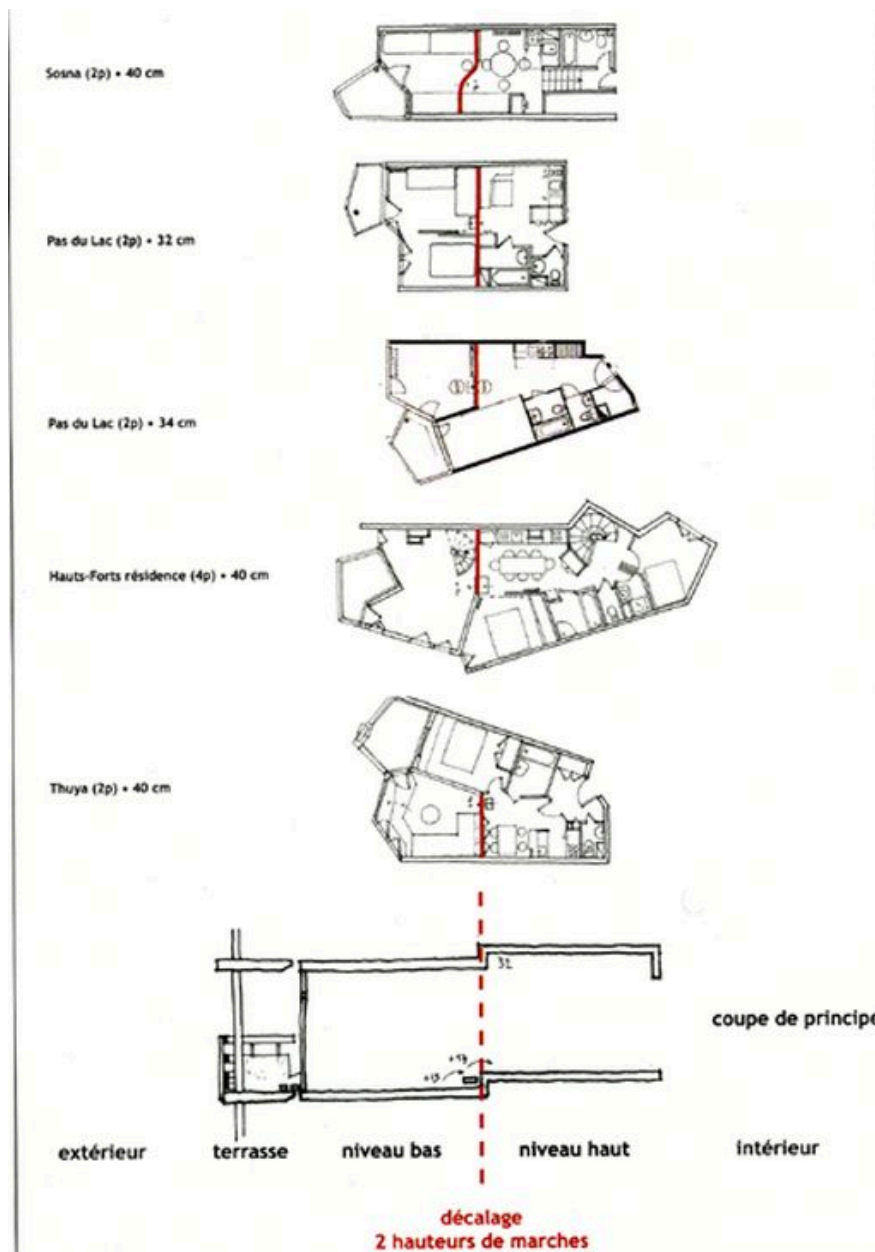 Sosna (2p) + 40 cm
Pas du Lac (2p) + 32 cm
Pas du Lac (2p) + 34 cm
Hauts-Forts résidence (4p) + 40 cm
Thuya (2p) + 40 cm
32
coupe de principe
+17
+15
extérieur terrasse niveau bas niveau haut intérieur
décalage
2 hauteurs de marches